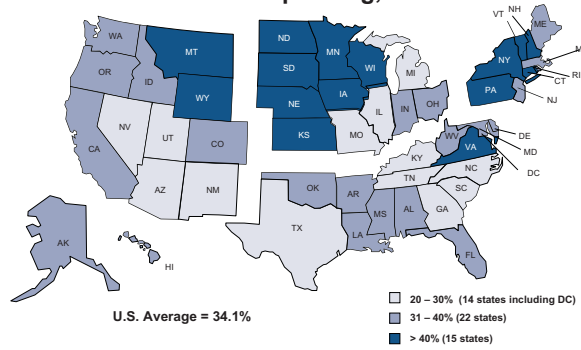 VT NH
WA ME
MT ND MN M
OR ID SD WI NY RI
WY MI CT
IA PA NJ
NE
NV IL IN OH
UT CO DE
CA KS MO WV VA MD
KY DC
NC
TN
AZ NM OK AR SC
MS AL GA
TX LA
AK HI FL
U.S. Average = 34.1%
20 – 30% (14 states including DC)
31 – 40% (22 states)
> 40% (15 states)